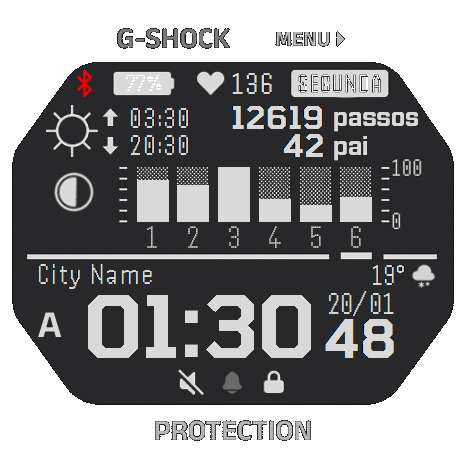 G-SHOCK MENU
77% 136 SEGUNCA
03:30 12619 passos
20:30 42 pai
100
0
1 2 3 4 5 6
City Name 19°
20/01
A 01:30 48
PROTECTION